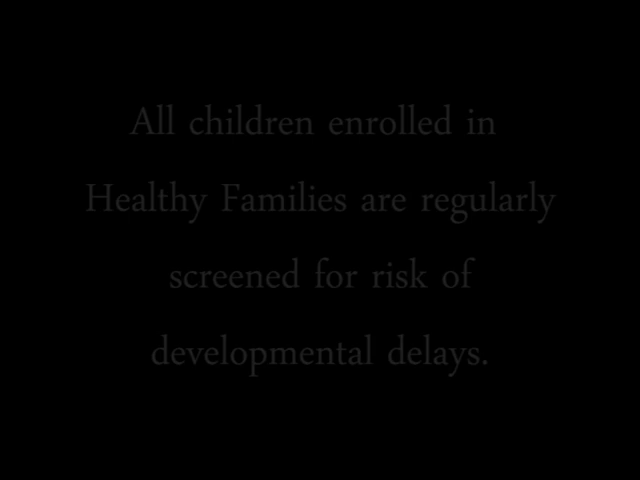 All children enrolled in
Healthy Families are regularly
screened for risk of
developmental delays.